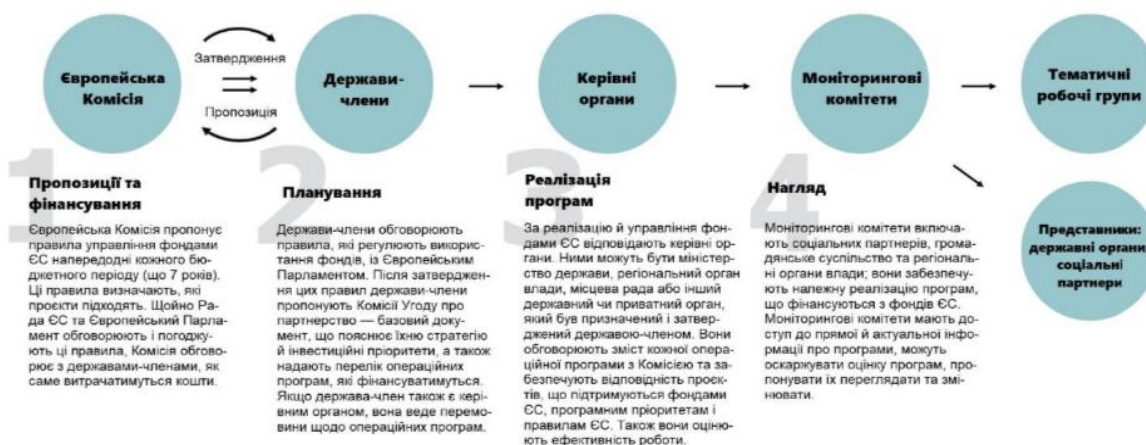 Європейська
Комісія
Затвердження
Пропозиція
Держави-
члени
Керівні
органи
Моніторингові
комітети
Тематичні
робочі групи
1
Пропозиції та
фінансування
Європейська Комісія пропонує
правила управління фондами
ЄС напередодні кожного бю-
джетного періоду (що 7 років).
Ці правила визначають, які
проєкти підходять. Щойно Ра-
да ЄС та Європейський Парла-
мент обговорюють і погоджу-
ють ці правила, Комісія обгово-
рює з державами-членами, як
саме витрачатимуться кошти.
2
Планування
Держави-члени обговорюють
правила, які регулюють викорис-
тання фондів, із Європейським
Парламентом. Після затверджен-
ня цих правил держави-члени
пропонують Комісії Угоду про
партнерство — базовий доку-
мент, що пояснює їхню стратегію
й інвестиційні пріоритети, а також
надають перелік операційних
програм, які фінансуватимуться.
Якщо держава-член також є керів-
ним органом, вона веде перемо-
вини щодо операційних програм.
3
Реалізація
програм
За реалізацію й управління фон-
дами ЄС відповідають керівні ор-
гани. Ними можуть бути міністер-
ство держави, регіональний орган
влади, місцева рада або інший
державний чи приватний орган,
який був призначений і затвер-
джений державою-членом. Вони
обговорюють зміст кожної опера-
ційної програми з Комісією та за-
безпечують відповідність проєк-
тів, що підтримуються фондами
ЄС, програмним пріоритетам і
правилам ЄС. Також вони оціню-
ють ефективність роботи.
4
Нагляд
Моніторингові комітети включа-
ють соціальних партнерів, грома-
дянське суспільство та регіональ-
ні органи влади; вони забезпечу-
ють належну реалізацію програм,
що фінансуються з фондів ЄС.
Моніторингові комітети мають до-
ступ до прямої й актуальної інфо-
рмації про програми, можуть
оскаржувати оцінку програм, про-
понувати їх переглядати та змі-
нювати.
Представники:
державні органи,
соціальні
партнери